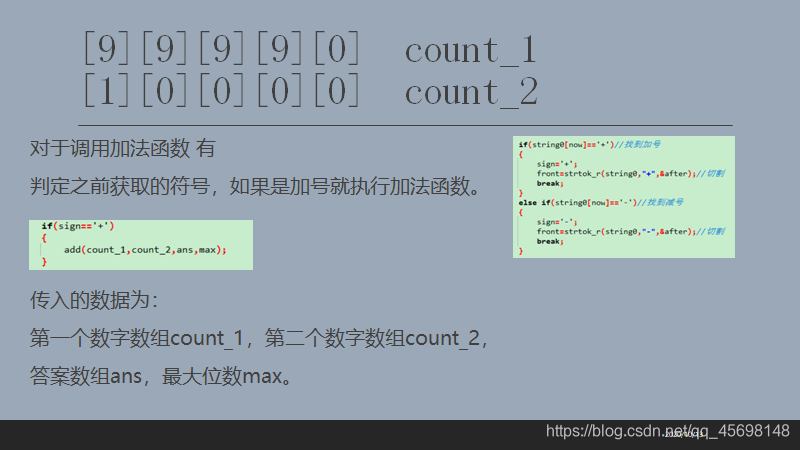 [9][9][9][9][0] count_1
[1][0][0][0][0] count_2
对于调用加法函数 有
判定之前获取的符号，如果是加号就执行加法函数。
if(string0[now]=='+')//找到加号
{
sign='+';
front=strtok_r(string0,"+",&after);//切割
break;
}
else if(string0[now]=='-')//找到减号
{
sign='-';
front=strtok_r(string0,"-",&after);//切割
break;
}
if(sign=='+')
{
add(count_1,count_2,ans,max);
}
传入的数据为：
第一个数字数组count_1，第二个数字数组count_2，
答案数组ans，最大位数max。
https://blog.csdn.net/qq_45698148